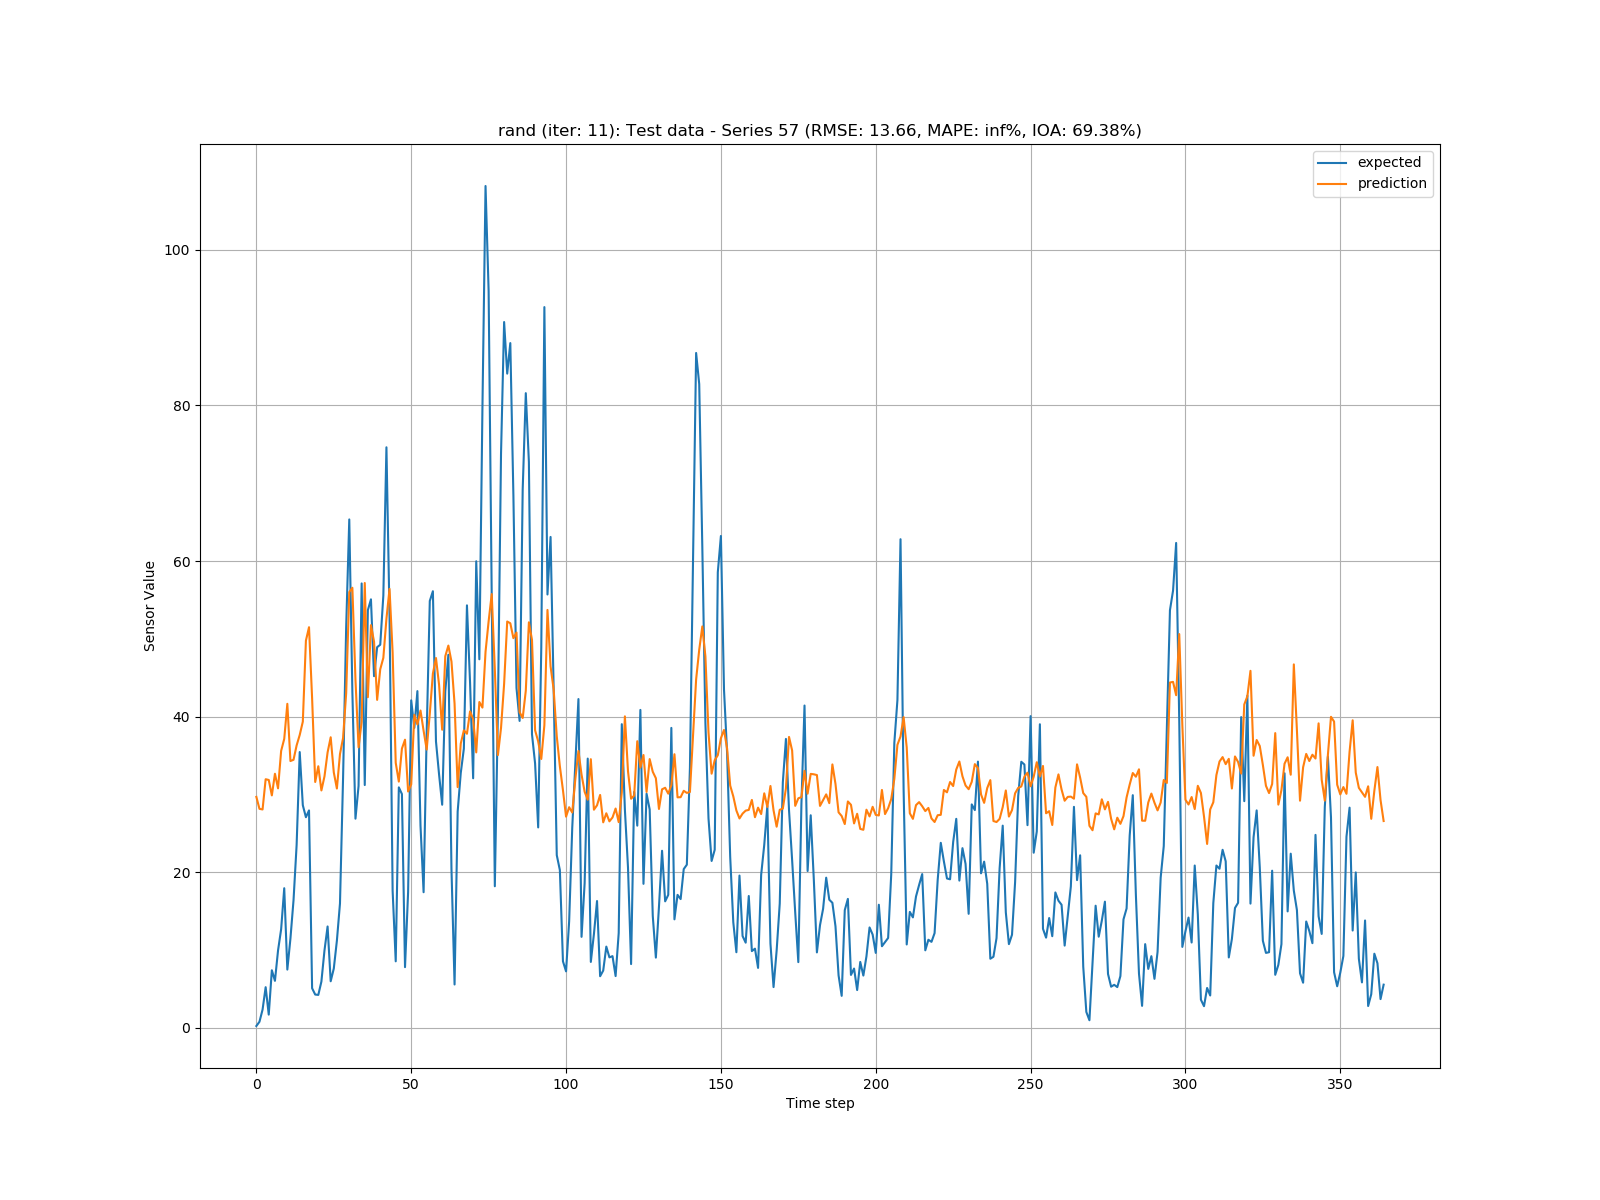 rand (iter: 11): Test data - Series 57 (RMSE: 13.66, MAPE: inf%, IOA: 69.38%)
expected
prediction
100
80
60
40
20
0
Sensor Value
0 50 100 150 200 250 300 350
Time step